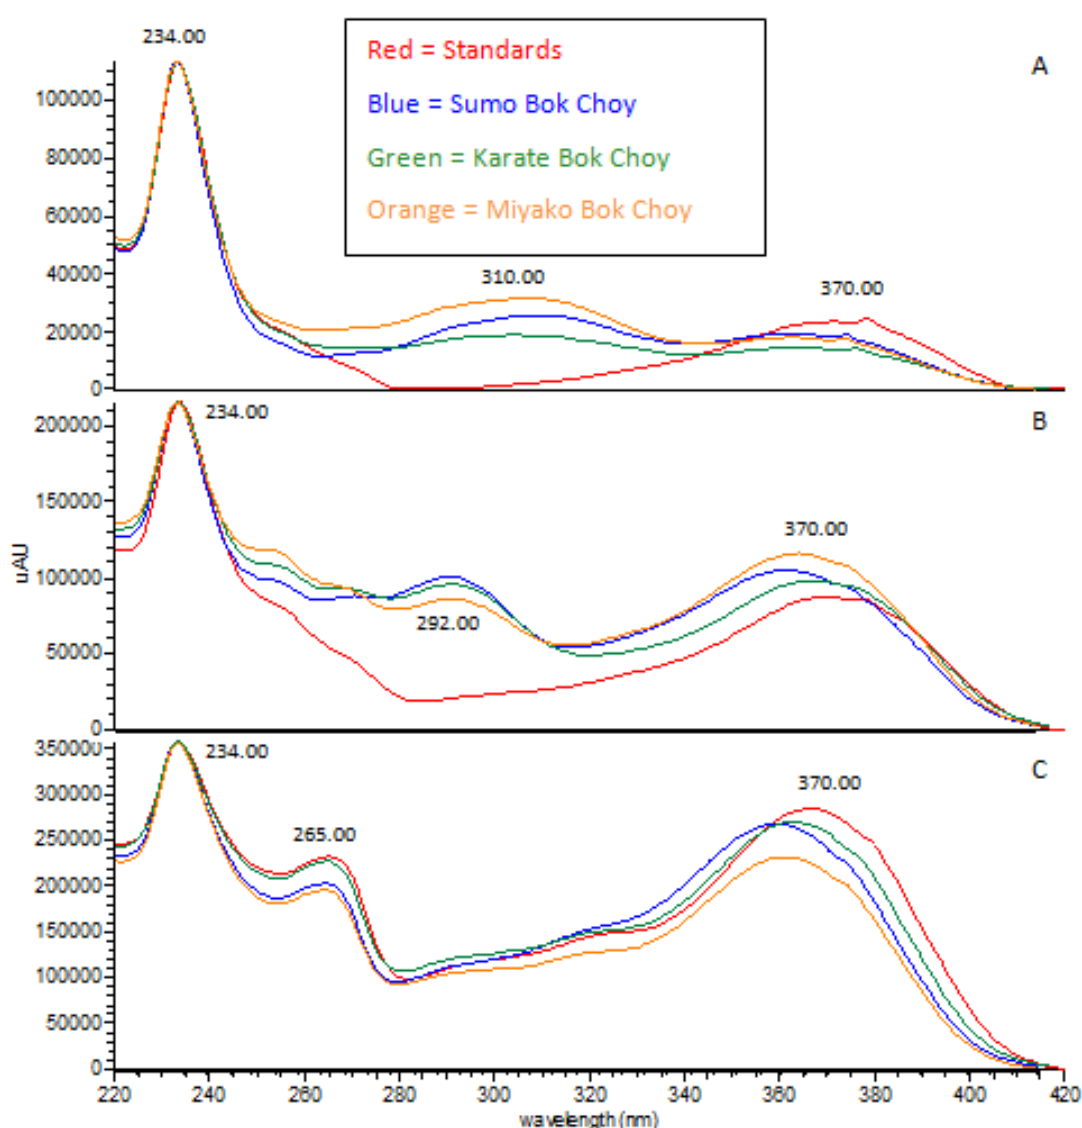 234.00
Red = Standards
Blue = Sumo Bok Choy
Green = Karate Bok Choy
Orange = Miyako Bok Choy
A
100000
80000
60000
40000
20000
0
310.00
370.00
B
200000
150000
100000
50000
0
234.00
292.00
370.00
uAU
C
350000
300000
250000
200000
150000
100000
50000
0
234.00
265.00
370.00
220 240 260 280 300 320 340 360 380 400 420
wavelength (nm)